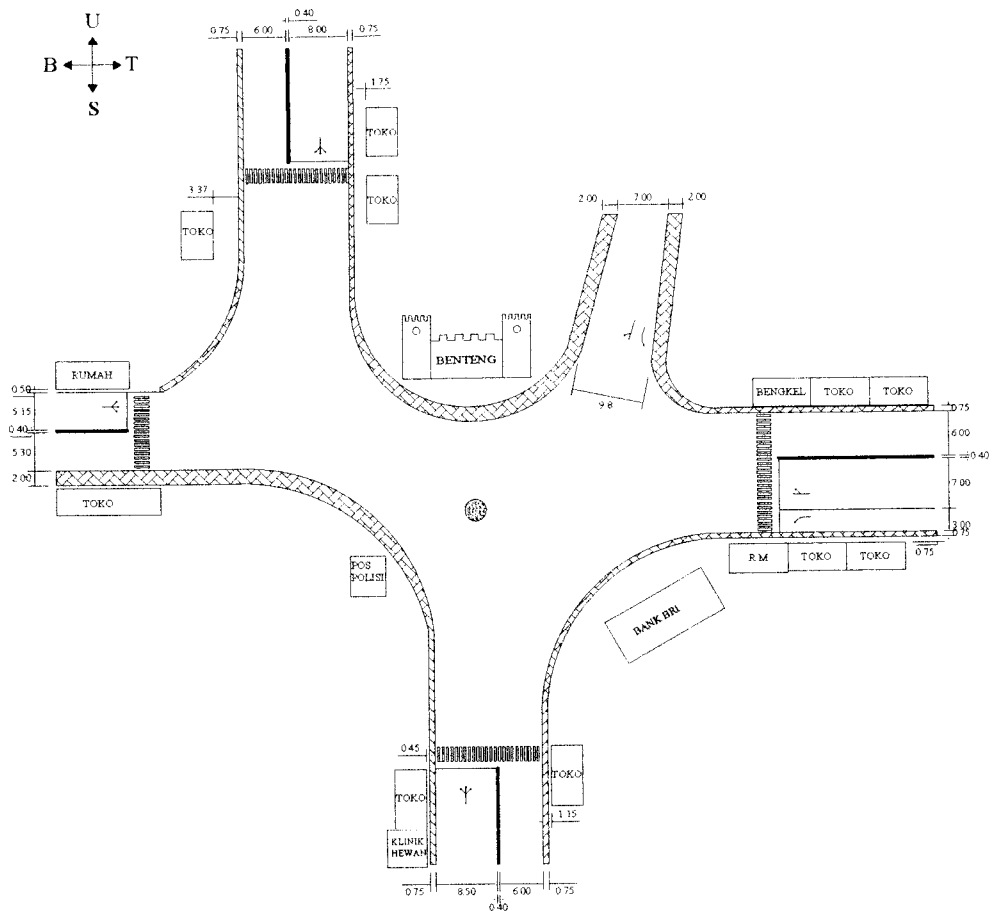 0.40
0.75 6.00 8.00 0.75
U
B T
S
1.75
TOKO
3.37
TOKO
TOKO
2.00 7.00 2.00
BENTENG
RUMAH
0.50
5.15
0.40
5.30
2.00
9.8
BENGKEL TOKO TOKO
0.75
6.00
0.40
7.00
3.00
0.75
0.75
TOKO
POS
POLISI
R M TOKO TOKO
BANK BRI
0.45
TOKO
TOKO
1.15
KLINIK
HEWAN
0.75 8.50 6.00 0.75
0.40